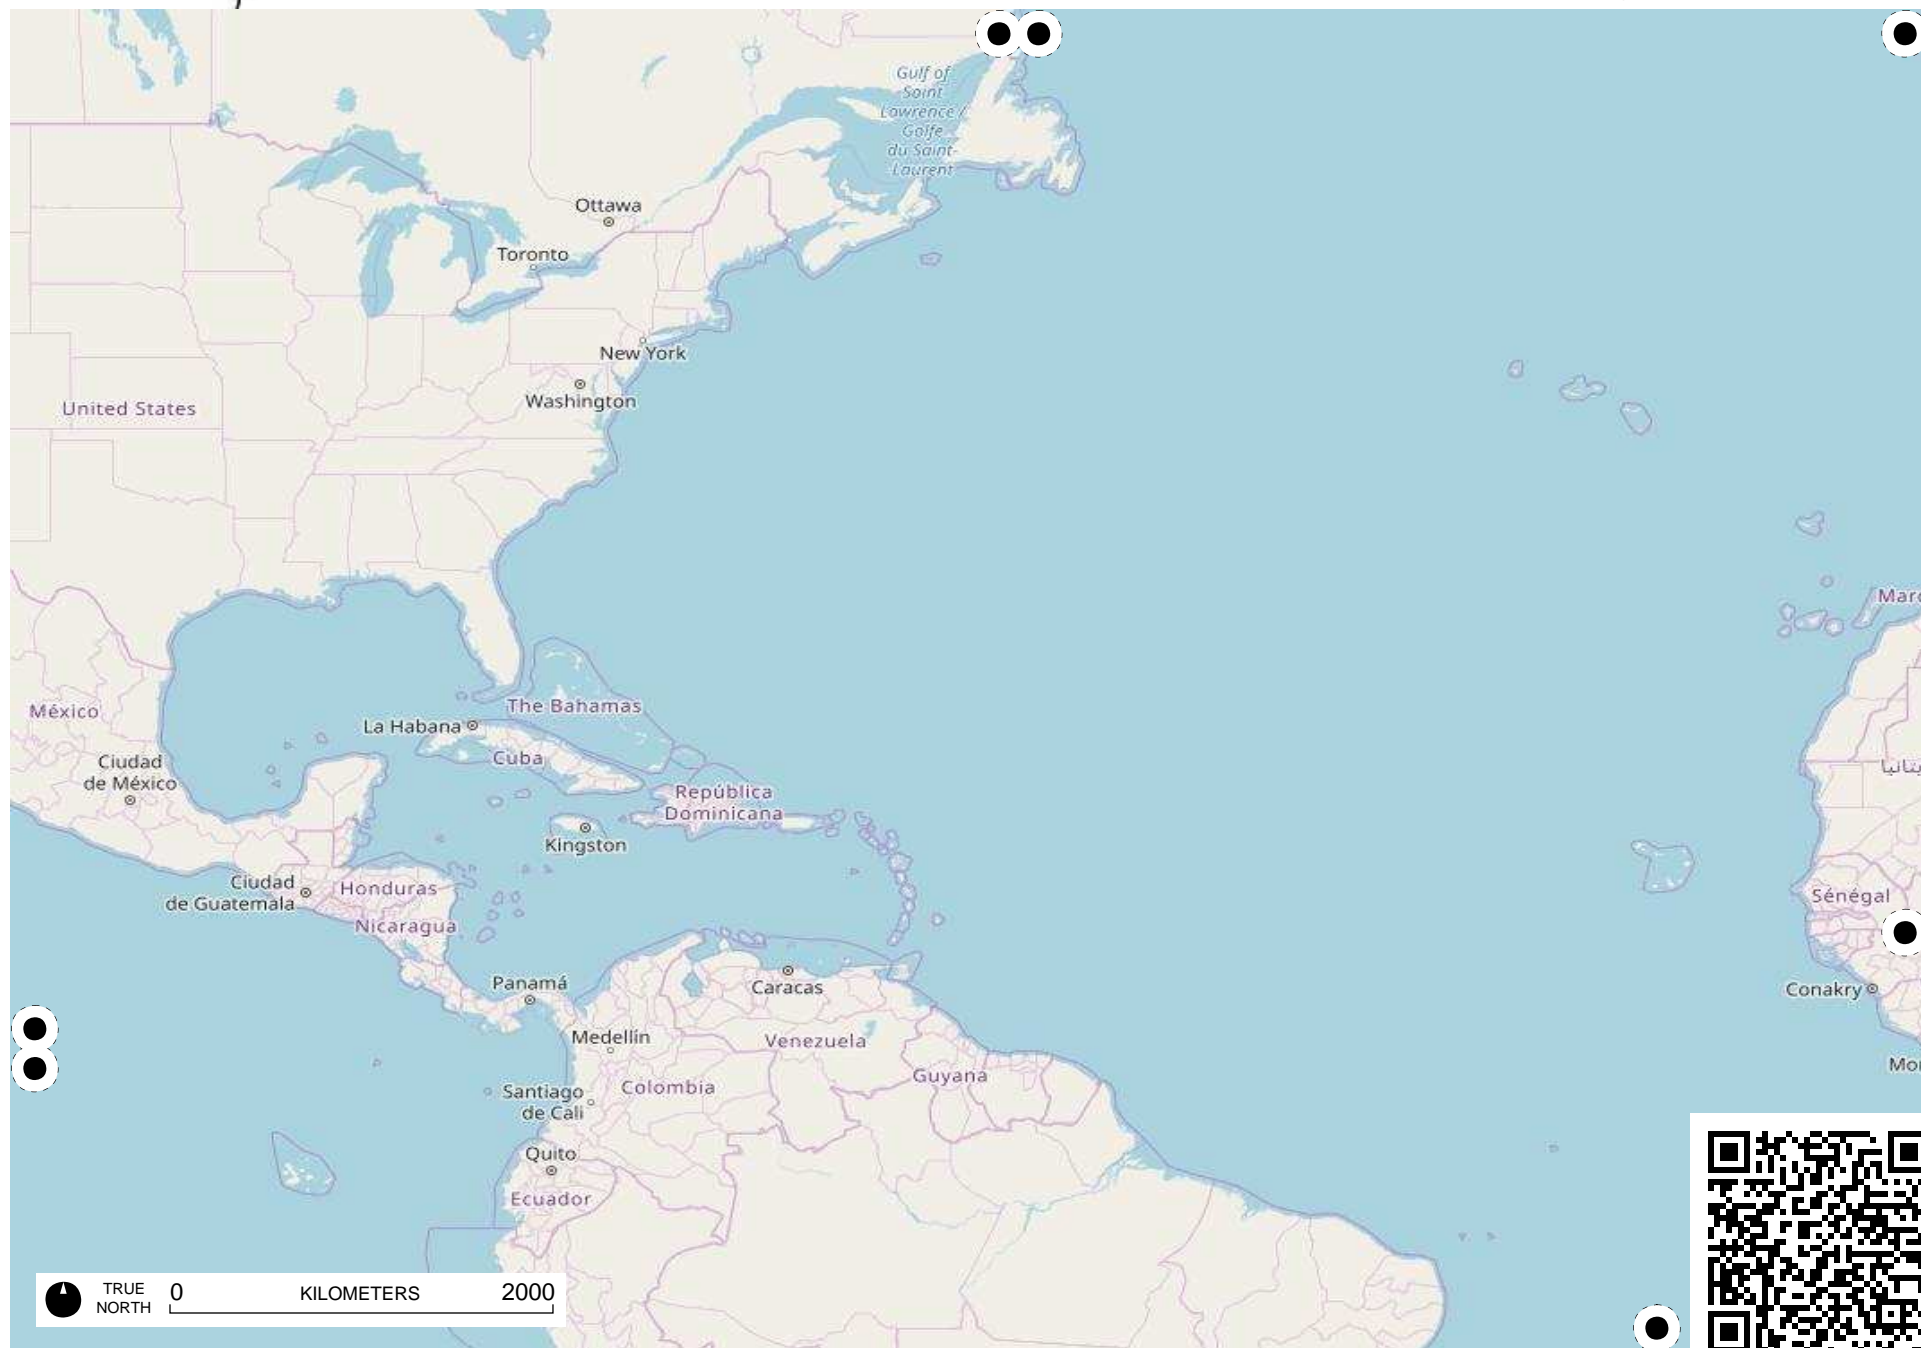 Gulf of
Saint
Lawrence /
Golfe
du Saint-
Laurent
Ottawa
Toronto
New York
Washington
United States
México
La Habana
The Bahamas
Cuba
Ciudad
de México
República
Dominicana
Kingston
Ciudad
de Guatemala
Honduras
Nicaragua
Sénégal
Panamá
Caracas
Conakry
Medellín
Venezuela
Guyana
Santiago
de Cali
Colombia
Quito
Ecuador
TRUE
NORTH
0
KILOMETERS
2000